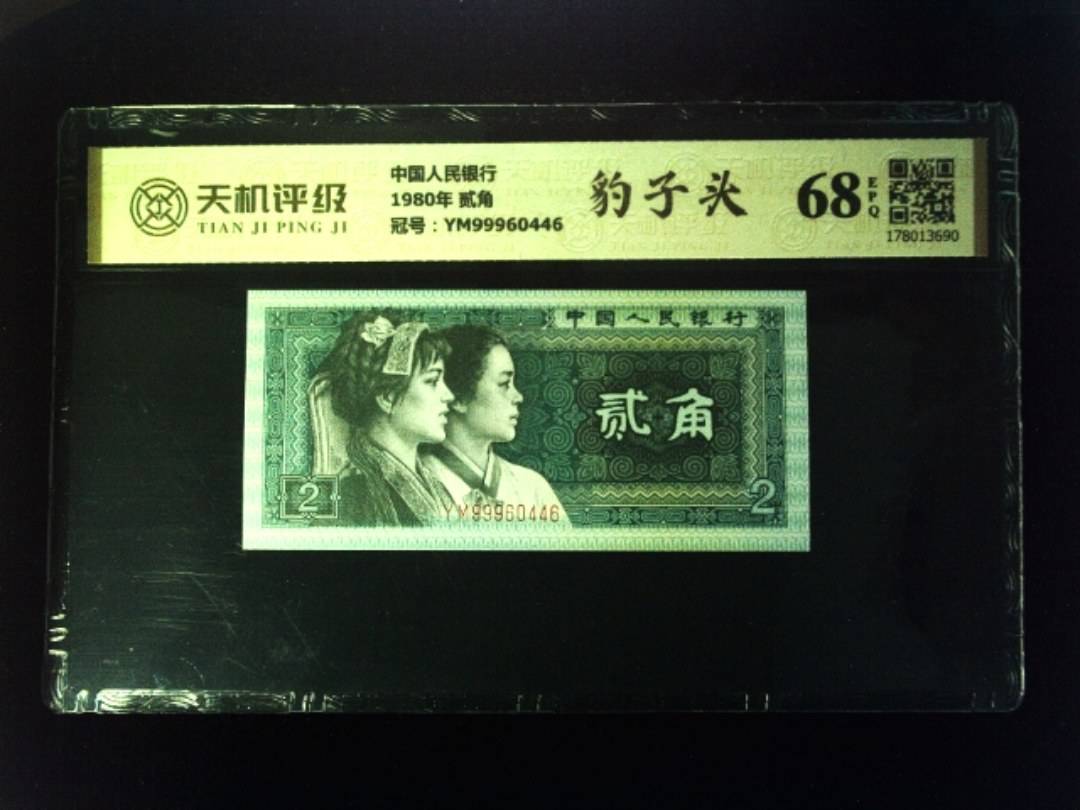 天机评级
TIAN JI PING JI
中国人民银行
1980年 贰角
冠号：YM99960446
豹子头
68
EPQ
178013690
中国人民银行
贰角
2
YM99960446
2